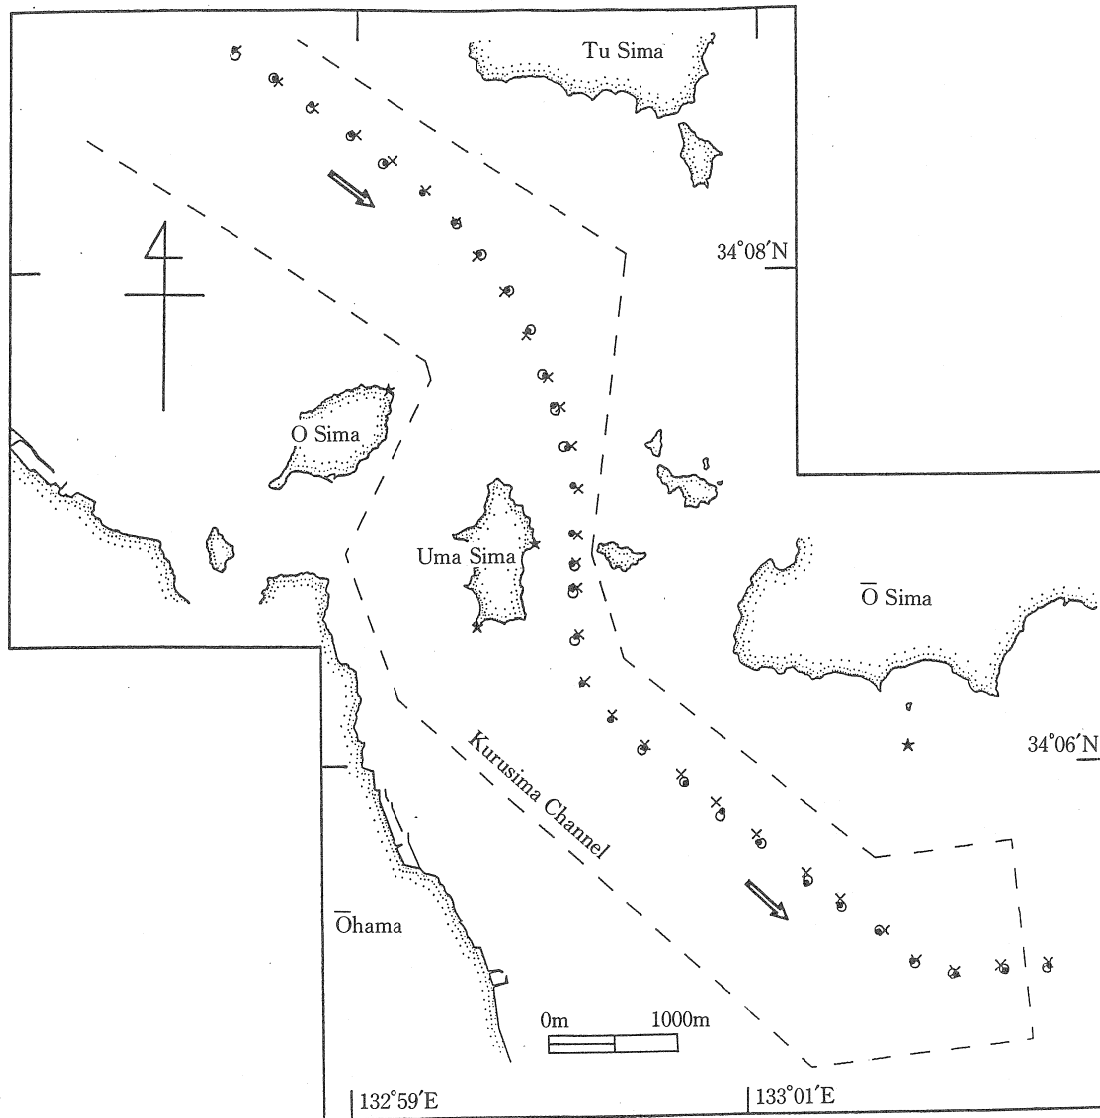 Tu Sima
34°08′N
O Sima
Uma Sima
Ō Sima
34°06′N
Kurusima Channel
Ōhama
0m 1000m
132°59′E
133°01′E